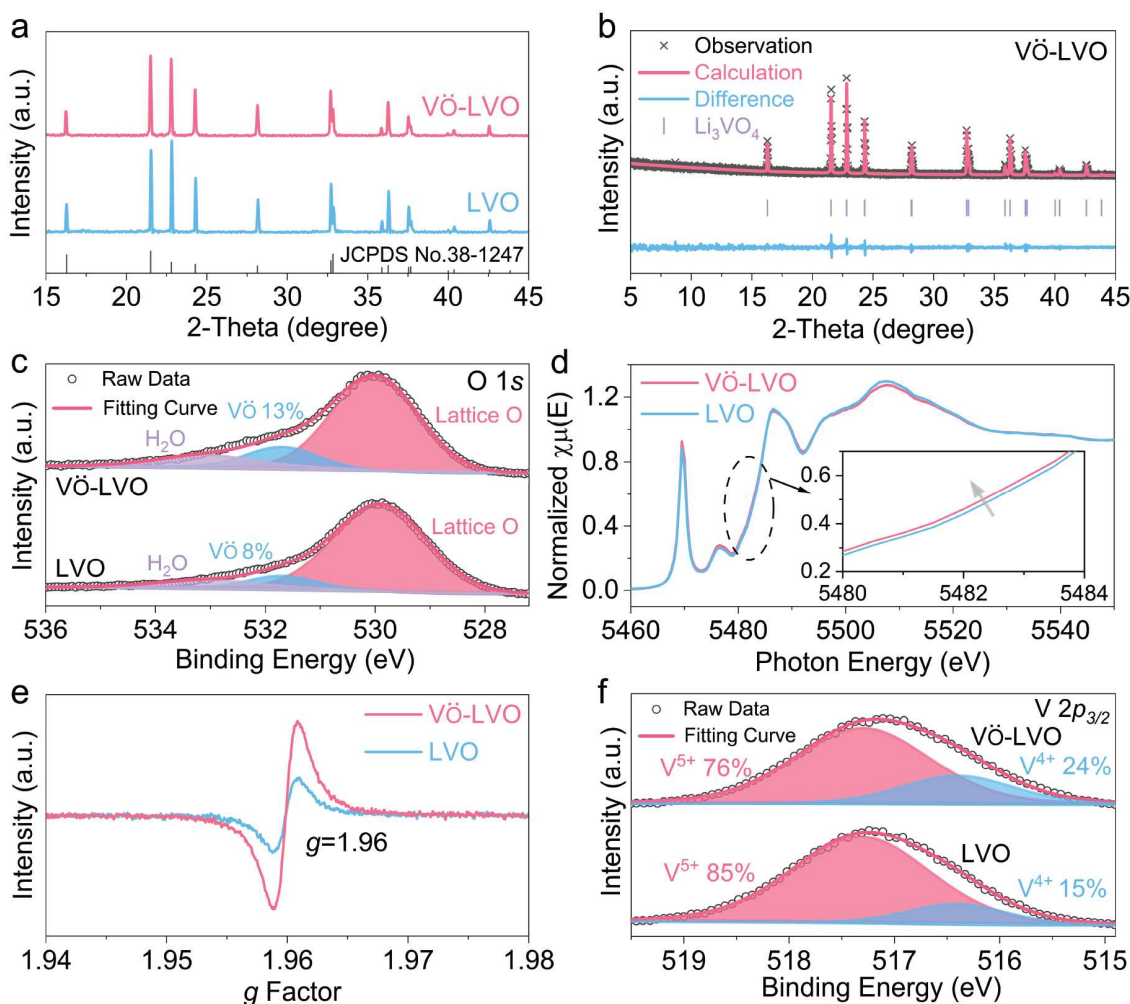 a
Intensity (a.u.)
VÖ-LVO
LVO
JCPDS No.38-1247
15 20 25 30 35 40 45
2-Theta (degree)
b
Intensity (a.u.)
× Observation
VÖ-LVO
Calculation
Difference
Li₃VO₄
5 10 15 20 25 30 35 40 45
2-Theta (degree)
c
Intensity (a.u.)
Raw Data
O 1s
Fitting Curve
VÖ 13%
Lattice O
H₂O
VÖ-LVO
Lattice O
VÖ 8%
H₂O
LVO
536 534 532 530 528
Binding Energy (eV)
d
Normalized χμ(E)
1.2
0.8
0.4
0.0
VÖ-LVO
LVO
0.6
0.4
0.2
5480 5482 5484
5460 5480 5500 5520 5540
Photon Energy (eV)
e
Intensity (a.u.)
VÖ-LVO
LVO
g=1.96
1.94 1.95 1.96 1.97 1.98
g Factor
f
Intensity (a.u.)
Raw Data
V 2p₃/₂
Fitting Curve
VÖ-LVO
V⁵⁺ 76%
V⁴⁺ 24%
LVO
V⁵⁺ 85%
V⁴⁺ 15%
519 518 517 516 515
Binding Energy (eV)